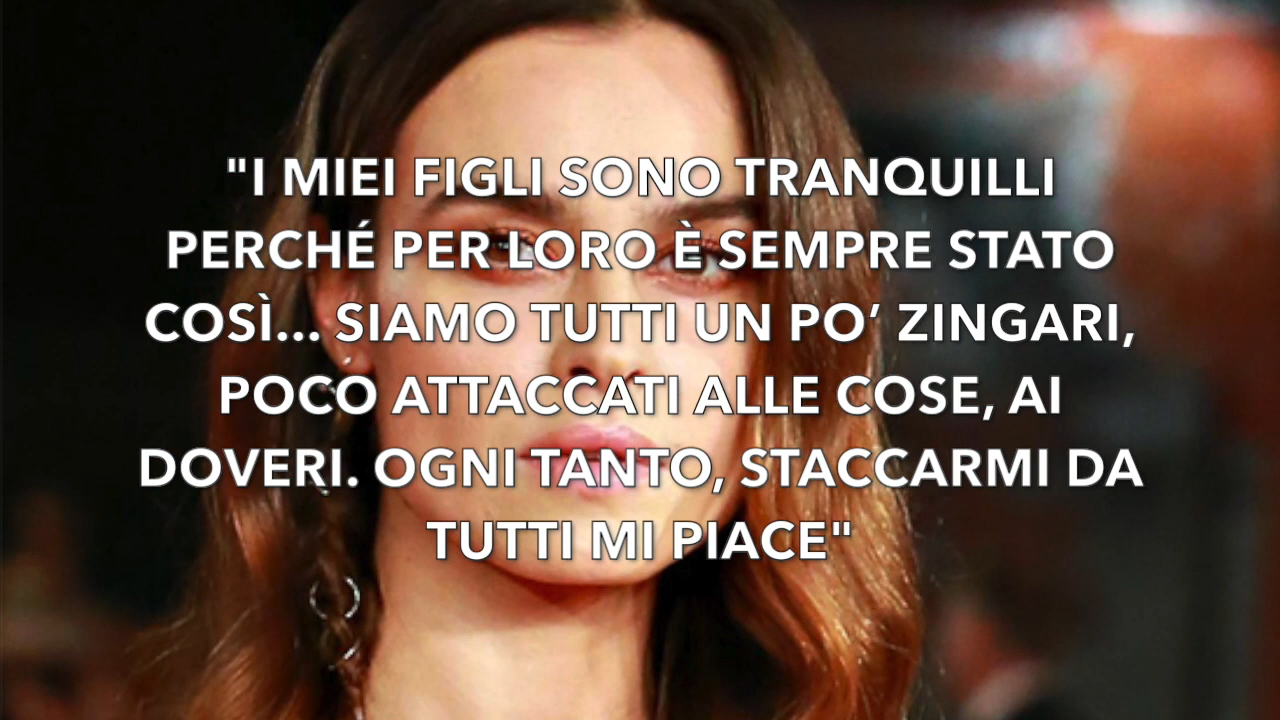 "I MIEI FIGLI SONO TRANQUILLI
PERCHÉ PER LORO È SEMPRE STATO
COSÌ... SIAMO TUTTI UN PO’ ZINGARI,
POCO ATTACCATI ALLE COSE, AI
DOVERI. OGNI TANTO, STACCARMI DA
TUTTI MI PIACE"